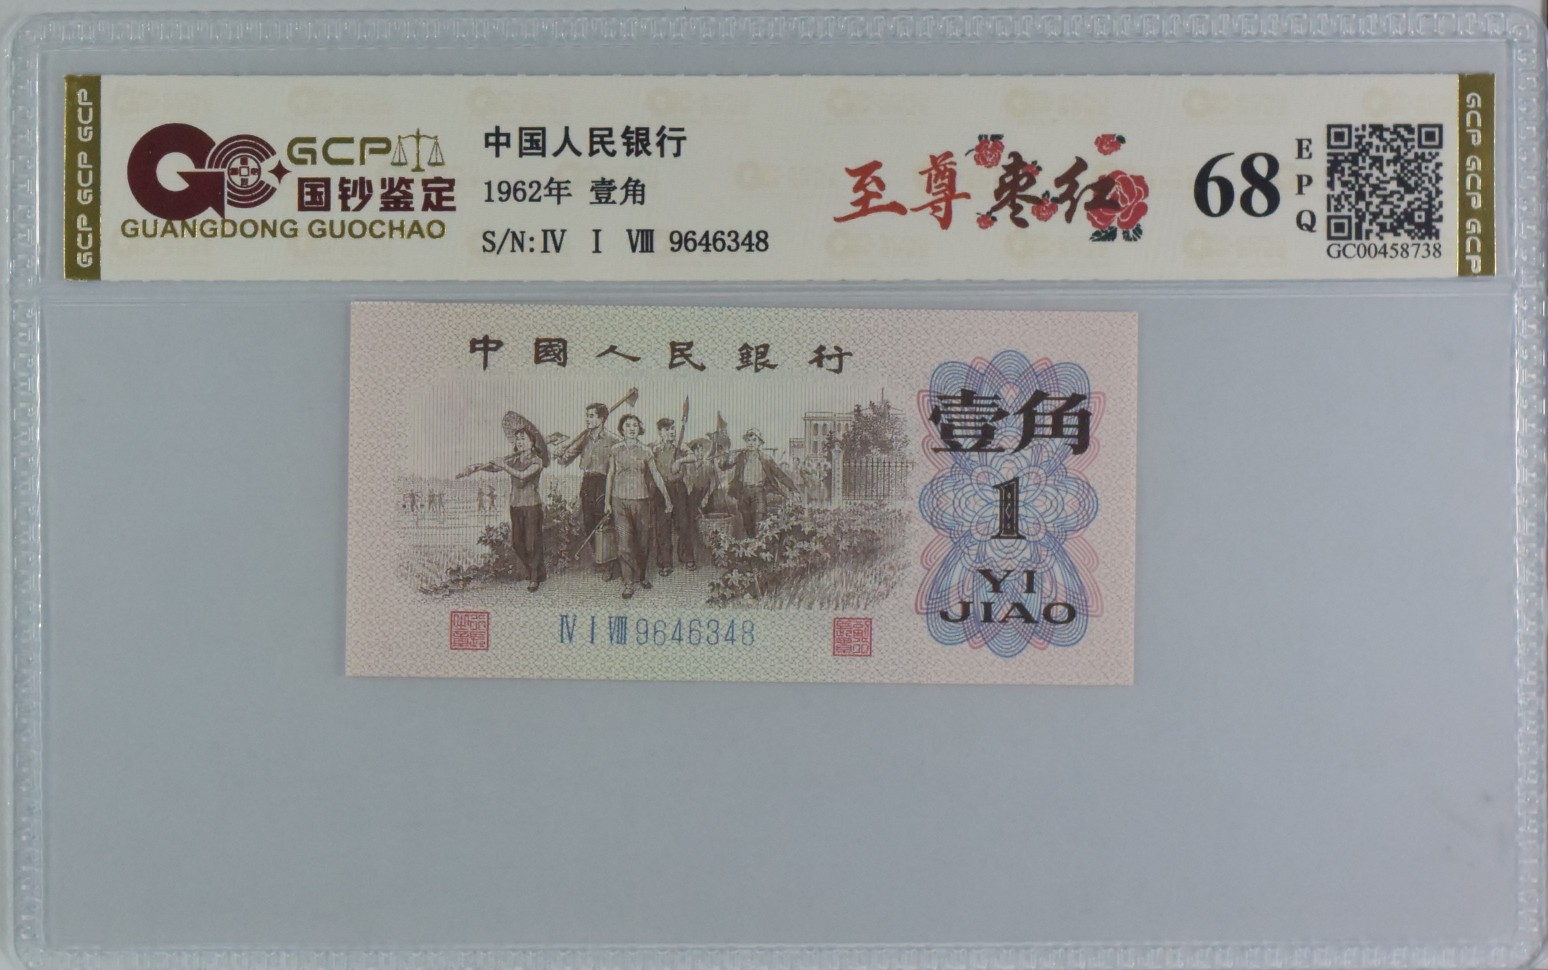 GCP GCP GCP
GCP
国钞鉴定
GUANGDONG GUOCHAO
中国人民银行
1962年 壹角
S/N:Ⅳ Ⅰ Ⅷ 9646348
至尊枣红
68
EPQ
GC00458738
GCP GCP GCP
中國人民銀行
壹角
1
YI
JIAO
Ⅳ Ⅰ Ⅷ 9646348